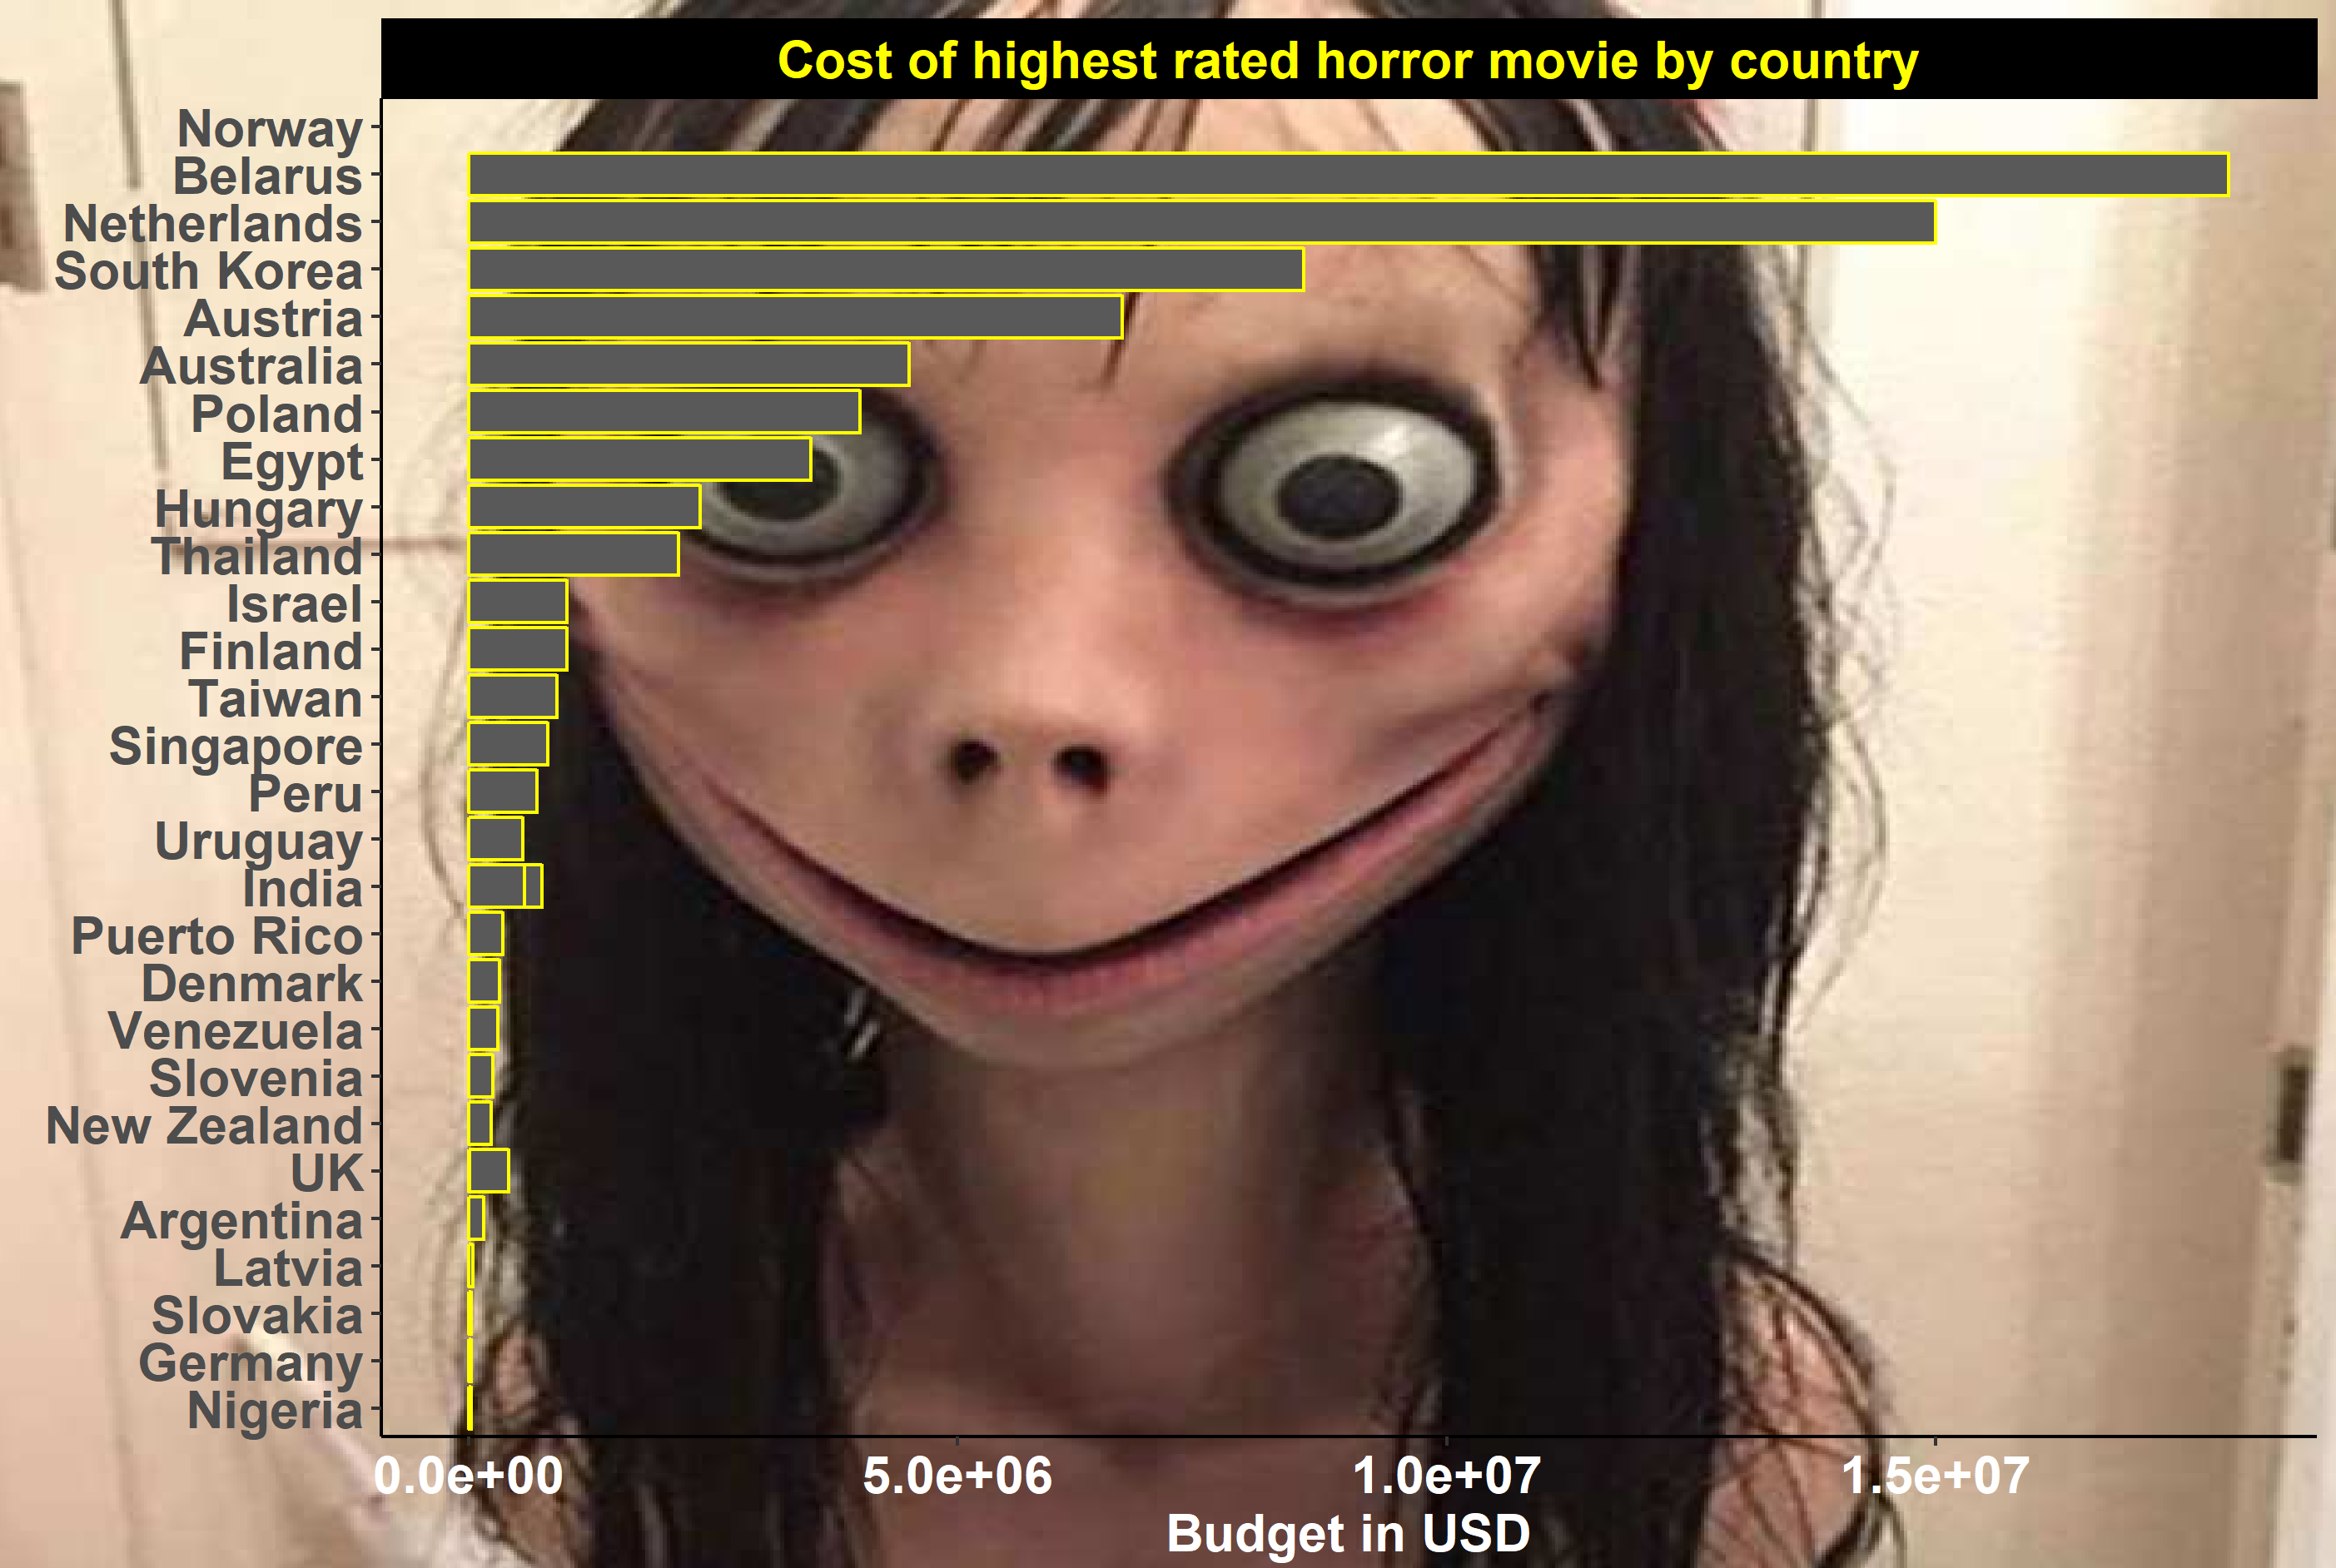 Cost of highest rated horror movie by country
Norway
Belarus
Netherlands
South Korea
Austria
Australia
Poland
Egypt
Hungary
Thailand
Israel
Finland
Taiwan
Singapore
Peru
Uruguay
India
Puerto Rico
Denmark
Venezuela
Slovenia
New Zealand
UK
Argentina
Latvia
Slovakia
Germany
Nigeria
0.0e+00 5.0e+06 1.0e+07 1.5e+07
Budget in USD